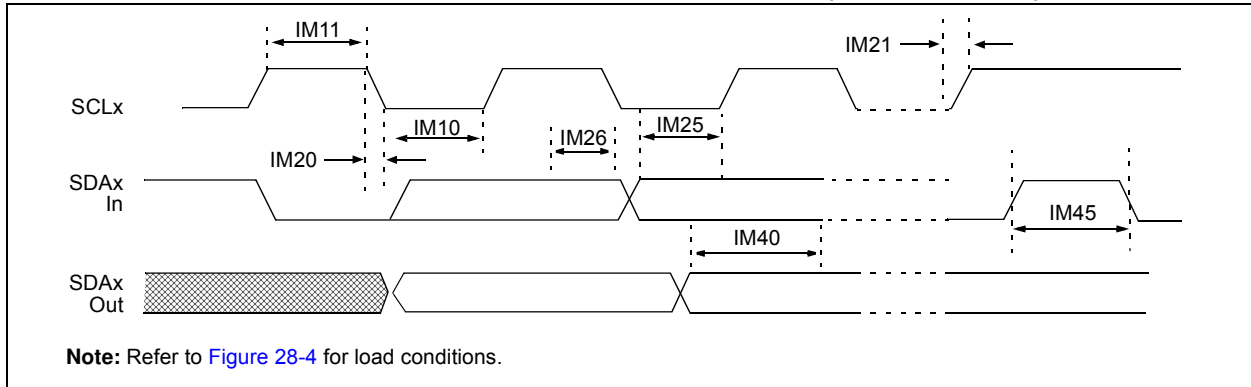 IM11
IM21
SCLx
IM10
IM26
IM25
IM20
SDAx
In
IM45
IM40
SDAx
Out
Note: Refer to Figure 28-4 for load conditions.